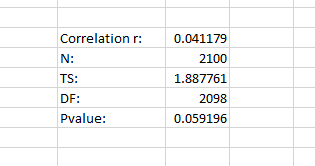 Correlation r: 0.041179
N: 2100
TS: 1.887761
DF: 2098
Pvalue: 0.059196